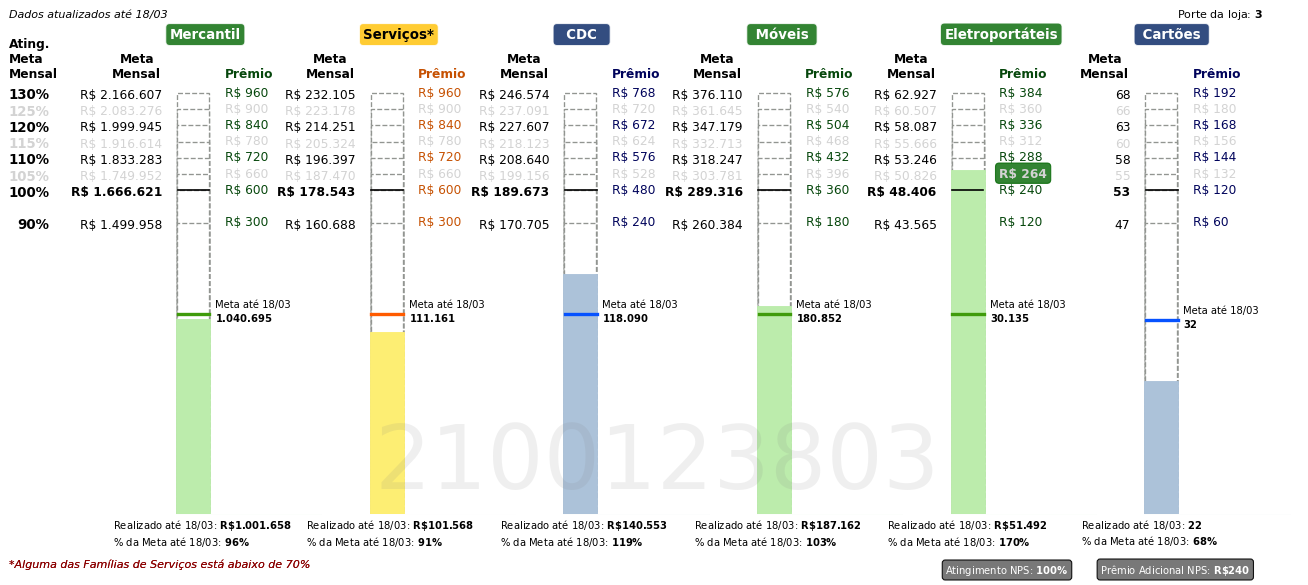 Dados atualizados até 18/03
Porte da loja: 3
Mercantil Serviços* CDC Móveis Eletroportáteis Cartões
Ating. Meta Mensal
Meta Mensal Prêmio Meta Mensal Prêmio Meta Mensal Prêmio Meta Mensal Prêmio Meta Mensal Prêmio Meta Mensal Prêmio
130% R$ 2.166.607 R$ 960 R$ 232.105 R$ 960 R$ 246.574 R$ 768 R$ 376.110 R$ 576 R$ 62.927 R$ 384 68 R$ 192
125% R$ 2.083.276 R$ 900 R$ 223.178 R$ 900 R$ 237.091 R$ 720 R$ 361.645 R$ 540 R$ 60.507 R$ 360 66 R$ 180
120% R$ 1.999.945 R$ 840 R$ 214.251 R$ 840 R$ 227.607 R$ 672 R$ 347.179 R$ 504 R$ 58.087 R$ 336 63 R$ 168
115% R$ 1.916.614 R$ 780 R$ 205.324 R$ 780 R$ 218.123 R$ 624 R$ 332.713 R$ 468 R$ 55.666 R$ 312 60 R$ 156
110% R$ 1.833.283 R$ 720 R$ 196.397 R$ 720 R$ 208.640 R$ 576 R$ 318.247 R$ 432 R$ 53.246 R$ 288 58 R$ 144
105% R$ 1.749.952 R$ 660 R$ 187.470 R$ 660 R$ 199.156 R$ 528 R$ 303.781 R$ 396 R$ 50.826 R$ 264 55 R$ 132
100% R$ 1.666.621 R$ 600 R$ 178.543 R$ 600 R$ 189.673 R$ 480 R$ 289.316 R$ 360 R$ 48.406 R$ 240 53 R$ 120
90% R$ 1.499.958 R$ 300 R$ 160.688 R$ 300 R$ 170.705 R$ 240 R$ 260.384 R$ 180 R$ 43.565 R$ 120 47 R$ 60
Meta até 18/03 Meta até 18/03 Meta até 18/03 Meta até 18/03 Meta até 18/03 Meta até 18/03
1.040.695 111.161 118.090 180.852 30.135 32
2100123803
Realizado até 18/03: R$1.001.658 Realizado até 18/03: R$101.568 Realizado até 18/03: R$140.553 Realizado até 18/03: R$187.162 Realizado até 18/03: R$51.492 Realizado até 18/03: 22
% da Meta até 18/03: 96% % da Meta até 18/03: 91% % da Meta até 18/03: 119% % da Meta até 18/03: 103% % da Meta até 18/03: 170% % da Meta até 18/03: 68%
*Alguma das Famílias de Serviços está abaixo de 70%
Atingimento NPS: 100% Prêmio Adicional NPS: R$240